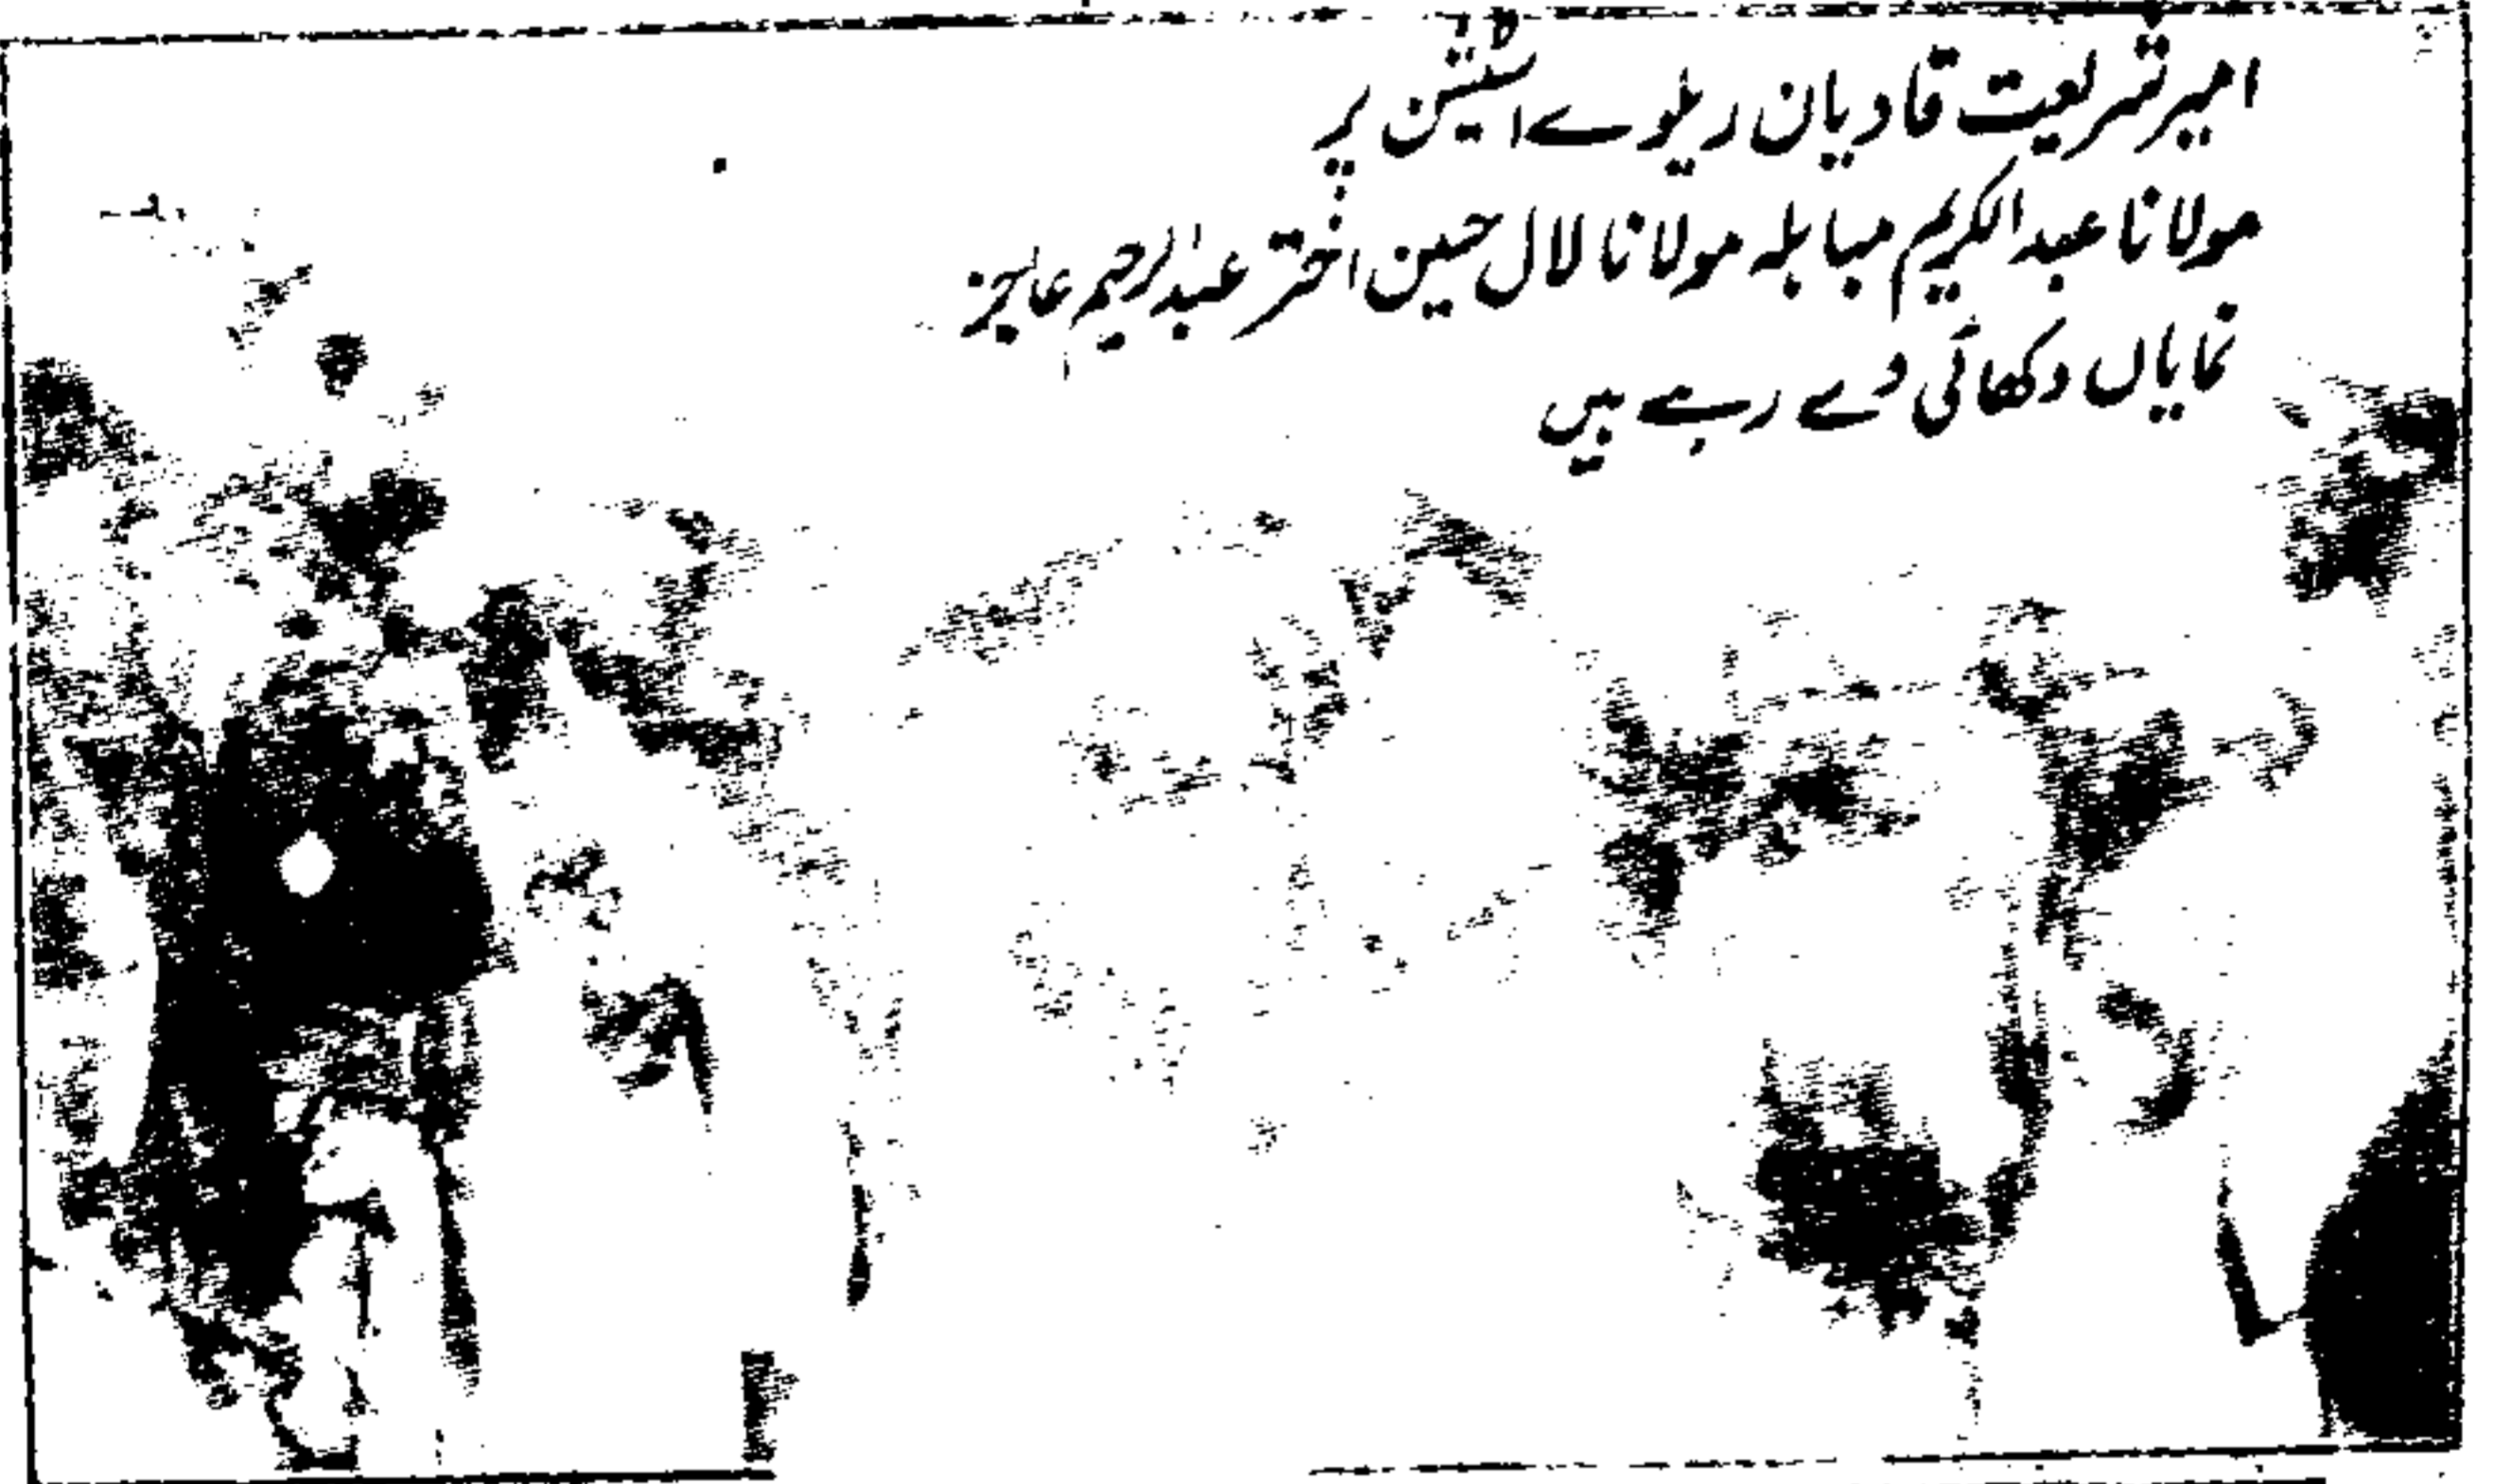 امیر شریعت قادیان ریلوے اسٹیشن پر
مولانا عبدالکریم مباہلہ مولانا لال حسین اختر عبدالرحیم عاجز
نمایاں دکھائی دے رہے ہیں